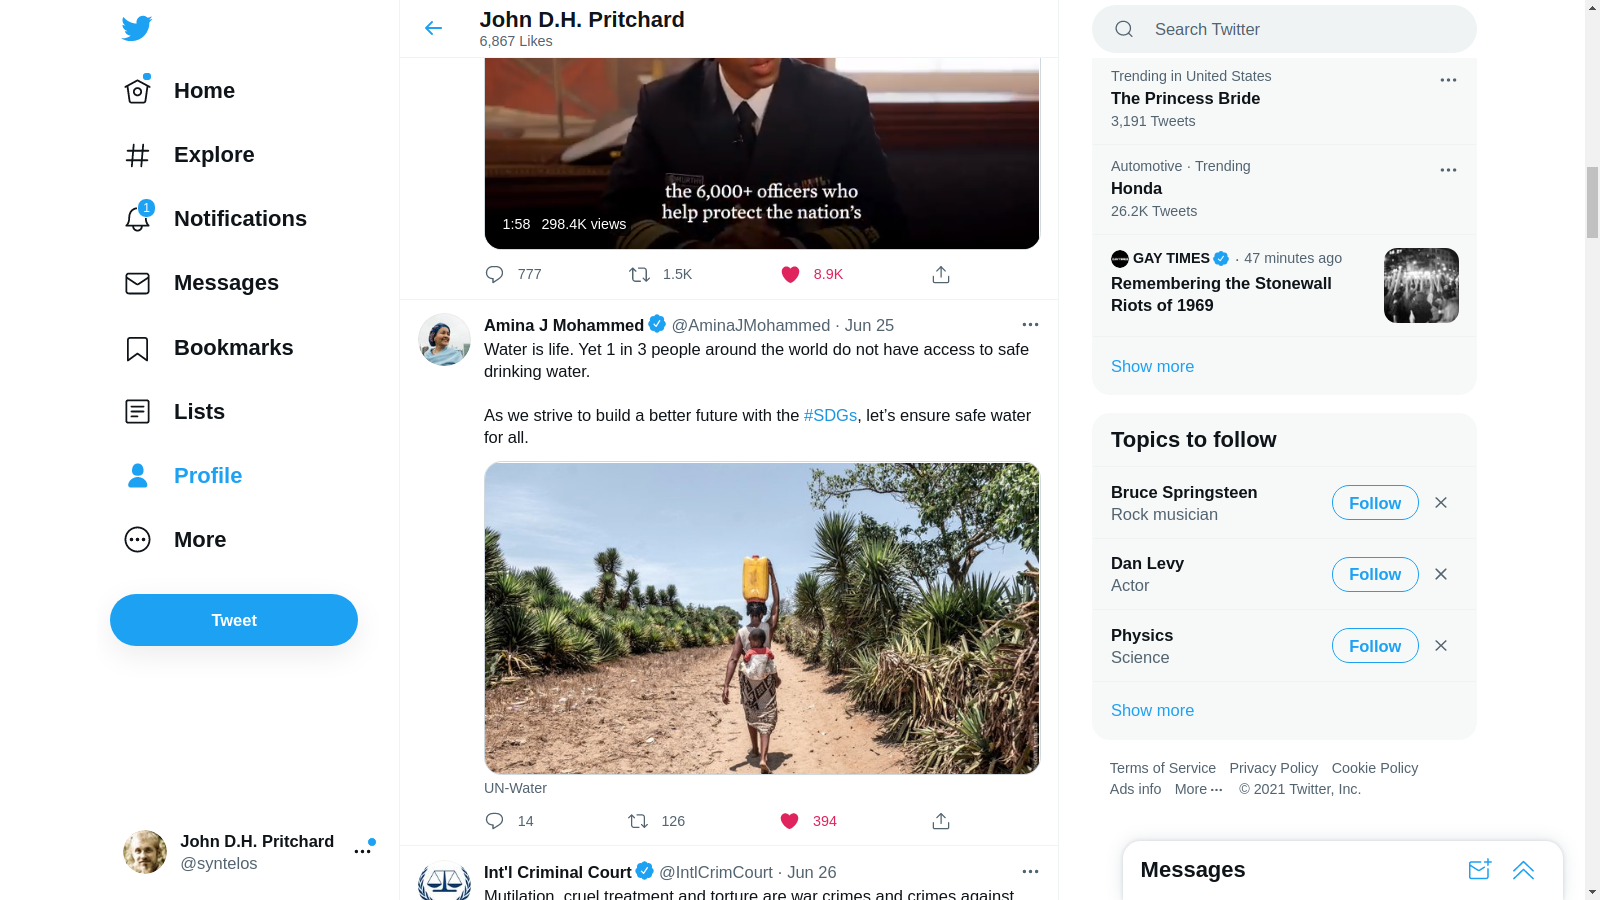 Home
Explore
1
Notifications
Messages
Bookmarks
Lists
Profile
More
Tweet
John D.H. Pritchard
@syntelos
John D.H. Pritchard
6,867 Likes
the 6,000+ officers who
help protect the nation's
1:58 298.4K views
777 1.5K 8.9K
Amina J Mohammed @AminaJMohammed · Jun 25
Water is life. Yet 1 in 3 people around the world do not have access to safe
drinking water.
As we strive to build a better future with the #SDGs, let's ensure safe water
for all.
UN-Water
14 126 394
Int'l Criminal Court @IntlCrimCourt · Jun 26
Mutilation, cruel treatment and torture are war crimes and crimes against
Search Twitter
Trending in United States
The Princess Bride
3,191 Tweets
Automotive · Trending
Honda
26.2K Tweets
GAY TIMES · 47 minutes ago
Remembering the Stonewall
Riots of 1969
Show more
Topics to follow
Bruce Springsteen
Rock musician
Follow
Dan Levy
Actor
Follow
Physics
Science
Follow
Show more
Terms of Service Privacy Policy Cookie Policy
Ads info More ··· © 2021 Twitter, Inc.
Messages